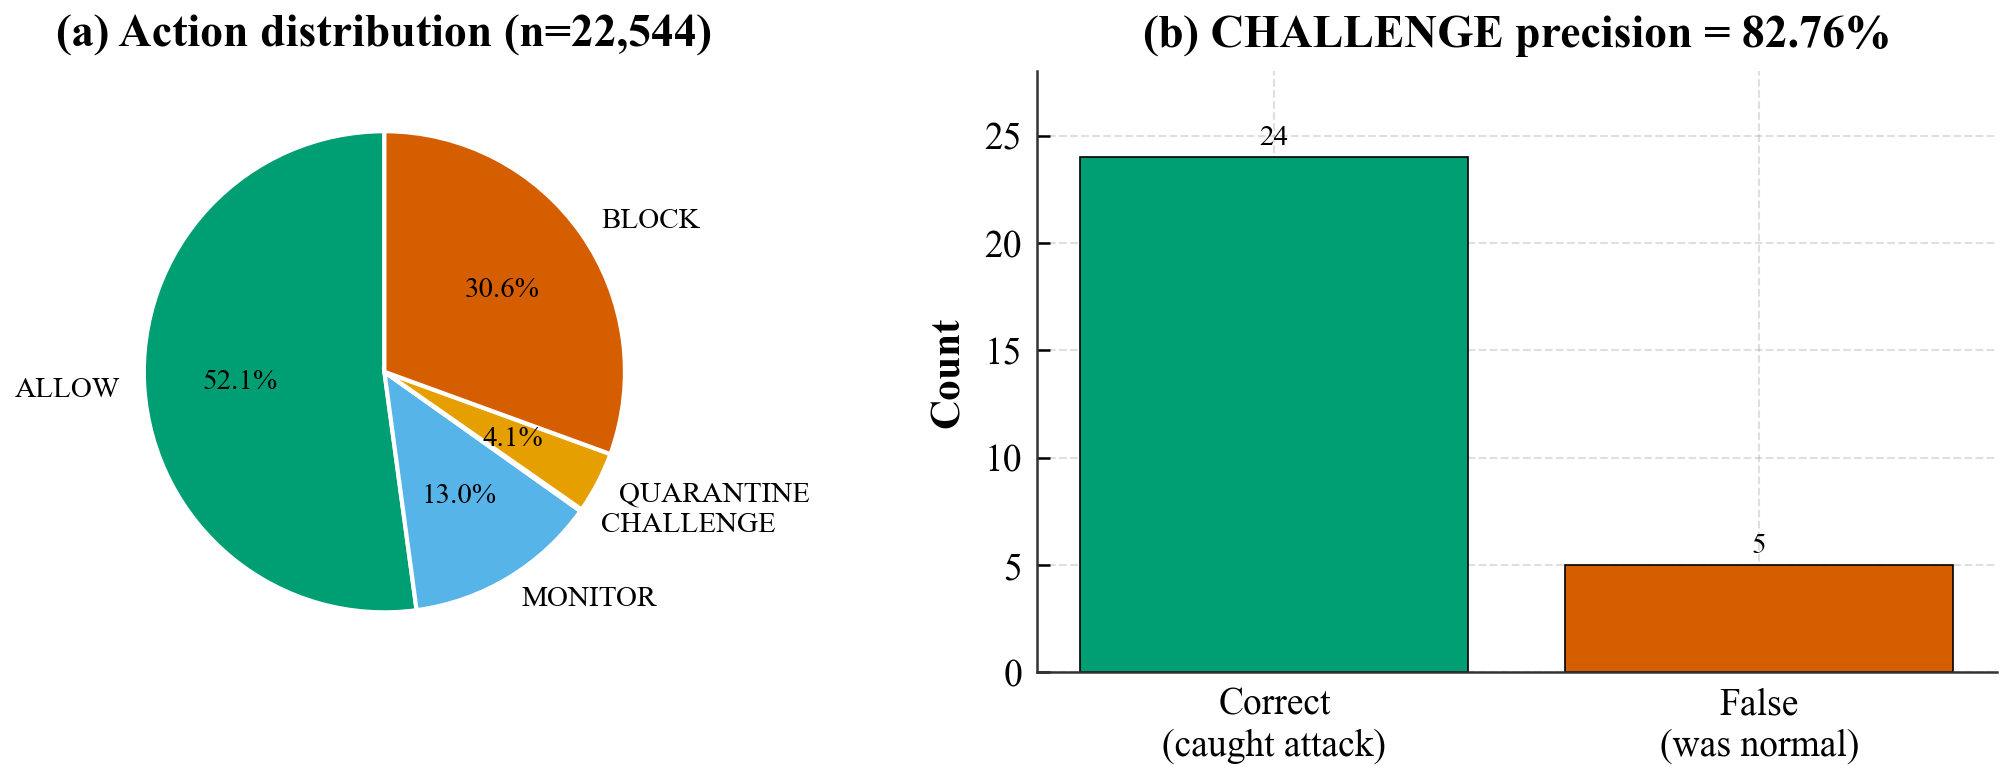 (a) Action distribution (n=22,544)
BLOCK
30.6%
ALLOW
52.1%
4.1%
QUARANTINE
CHALLENGE
13.0%
MONITOR
(b) CHALLENGE precision = 82.76%
Count
25
20
15
10
5
0
24
5
Correct
(caught attack)
False
(was normal)